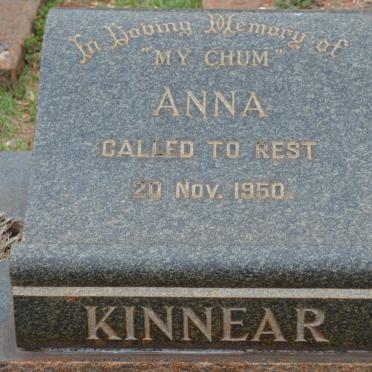 In Loving Memory of
"MY CHUM"
ANNA
CALLED TO REST
20 Nov. 1950.
KINNEAR